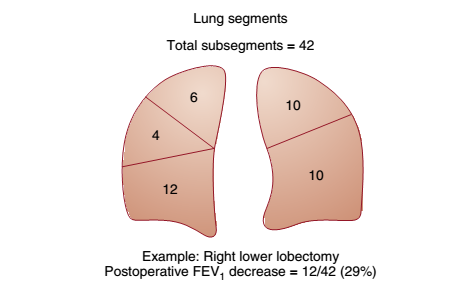 Lung segments
Total subsegments = 42
6
10
4
12
10
Example: Right lower lobectomy
Postoperative FEV₁ decrease = 12/42 (29%)